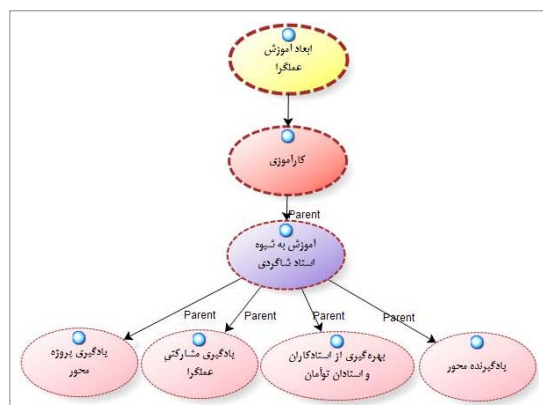 ابعاد آموزش
عملگرا
کارآموزی
Parent
آموزش به شیوه
استاد شاگردی
Parent
Parent
Parent
Parent
یادگیری پروژه
محور
یادگیری مشارکتی
عملگرا
بهره‌گیری از استادکاران
و استادان توأمان
یادگیرنده محور